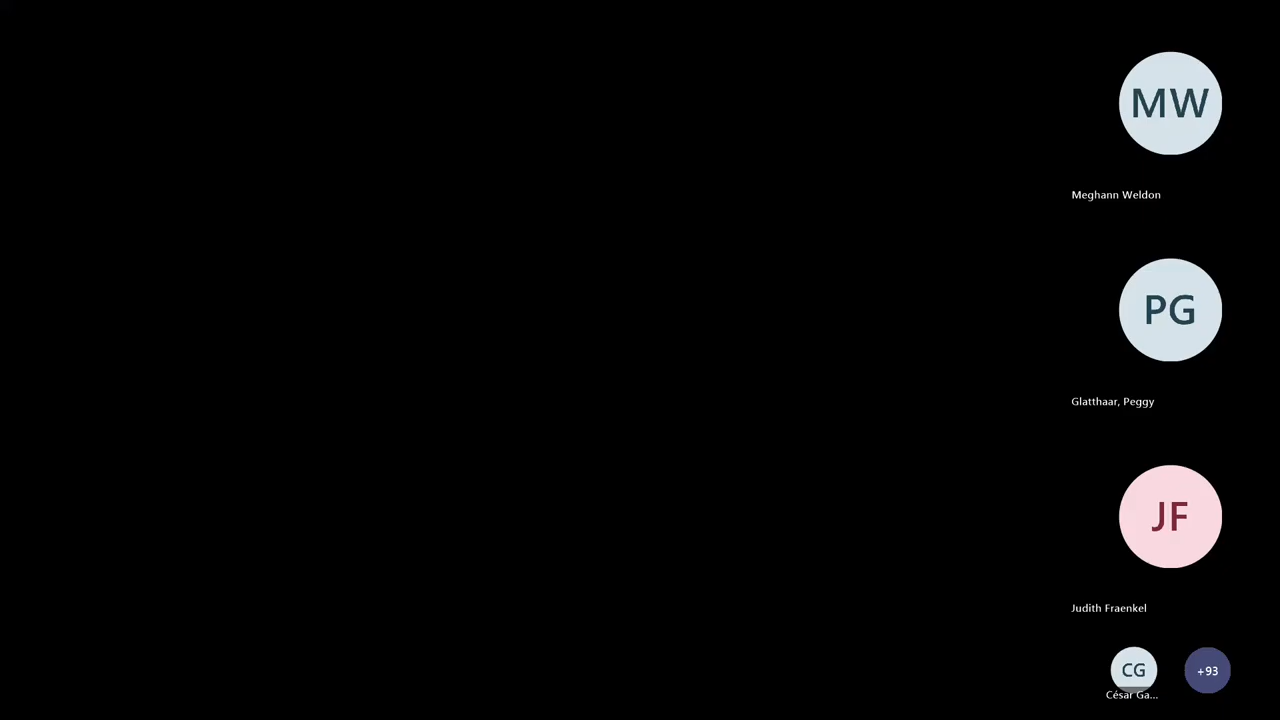 MW
Meghann Weldon
PG
Glatthaar, Peggy
JF
Judith Fraenkel
CG
+93
César Ga...